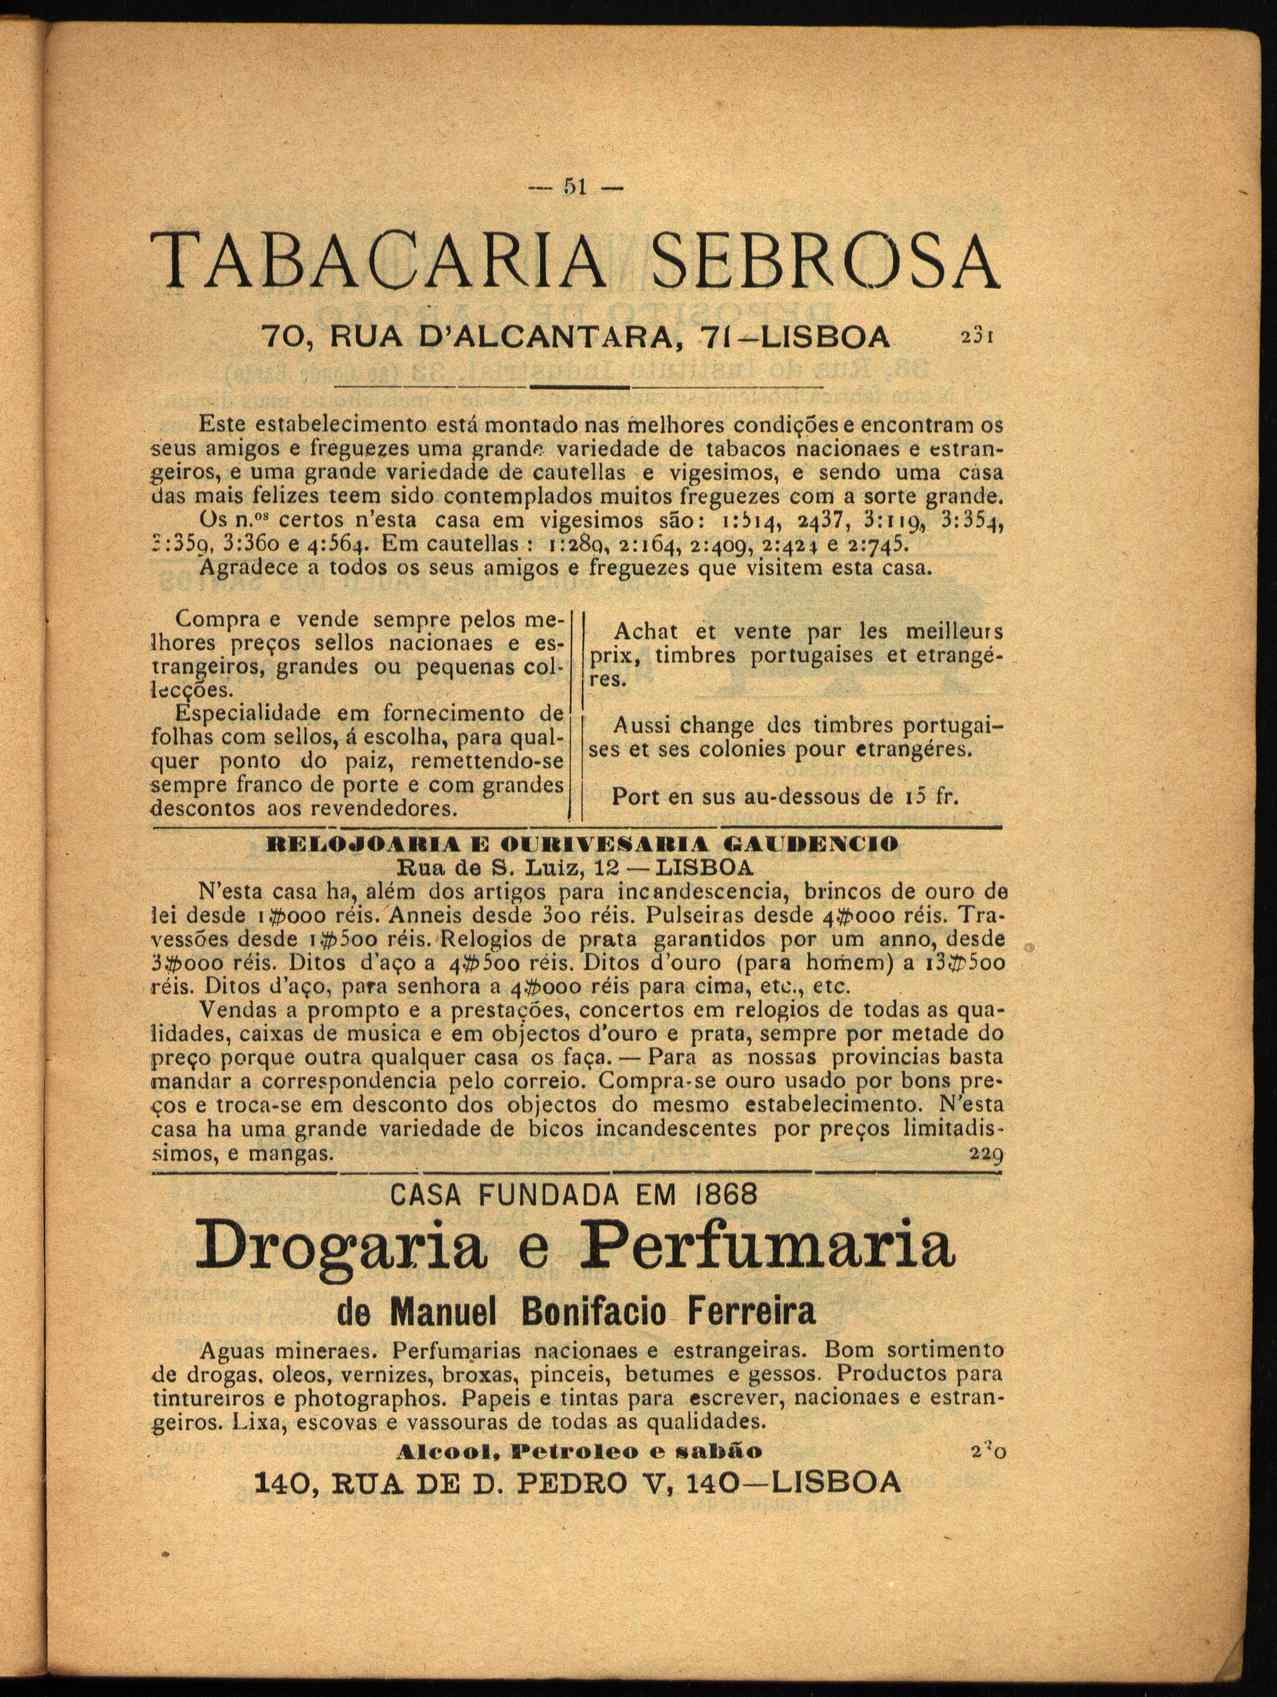 — 51 —
TABACARIA SEBROSA
70, RUA D'ALCANTARA, 71—LISBOA 231
Este estabelecimento está montado nas melhores condições e encontram os
seus amigos e freguezes uma grande variedade de tabacos nacionaes e estran-
geiros, e uma grande variedade de cautellas e vigesimos, e sendo uma casa
das mais felizes teem sido contemplados muitos freguezes com a sorte grande.
Os n.os certos n'esta casa em vigesimos são: 1:514, 2437, 3:119, 3:354,
:359, 3:360 e 4:564. Em cautellas : 1:289, 2:164, 2:409, 2:424 e 2:745.
Agradece a todos os seus amigos e freguezes que visitem esta casa.
Compra e vende sempre pelos me-
lhores preços sellos nacionaes e es-
trangeiros, grandes ou pequenas col-
lecções.
Especialidade em fornecimento de
folhas com sellos, á escolha, para qual-
quer ponto do paiz, remettendo-se
sempre franco de porte e com grandes
descontos aos revendedores.
Achat et vente par les meilleurs
prix, timbres portugaises et etrangé-
res.
Aussi change des timbres portugai-
ses et ses colonies pour etrangéres.
Port en sus au-dessous de 15 fr.
RELOJOARIA E OURIVESARIA GAUDENCIO
Rua de S. Luiz, 12 — LISBOA
N'esta casa ha, além dos artigos para incandescencia, brincos de ouro de
lei desde 1$000 réis. Anneis desde 300 réis. Pulseiras desde 4$000 réis. Tra-
vessões desde 1$500 réis. Relogios de prata garantidos por um anno, desde
3$000 réis. Ditos d'aço a 4$500 réis. Ditos d'ouro (para homem) a 13$500
réis. Ditos d'aço, para senhora a 4$000 réis para cima, etc., etc.
Vendas a prompto e a prestações, concertos em relogios de todas as qua-
lidades, caixas de musica e em objectos d'ouro e prata, sempre por metade do
preço porque outra qualquer casa os faça. — Para as nossas provincias basta
mandar a correspondencia pelo correio. Compra-se ouro usado por bons pre-
ços e troca-se em desconto dos objectos do mesmo estabelecimento. N'esta
casa ha uma grande variedade de bicos incandescentes por preços limitadis-
simos, e mangas. 229
CASA FUNDADA EM 1868
Drogaria e Perfumaria
de Manuel Bonifacio Ferreira
Aguas mineraes. Perfumarias nacionaes e estrangeiras. Bom sortimento
de drogas, oleos, vernizes, broxas, pinceis, betumes e gessos. Productos para
tintureiros e photographos. Papeis e tintas para escrever, nacionaes e estran-
geiros. Lixa, escovas e vassouras de todas as qualidades.
Alcool, Petroleo e sabão 230
140, RUA DE D. PEDRO V, 140—LISBOA